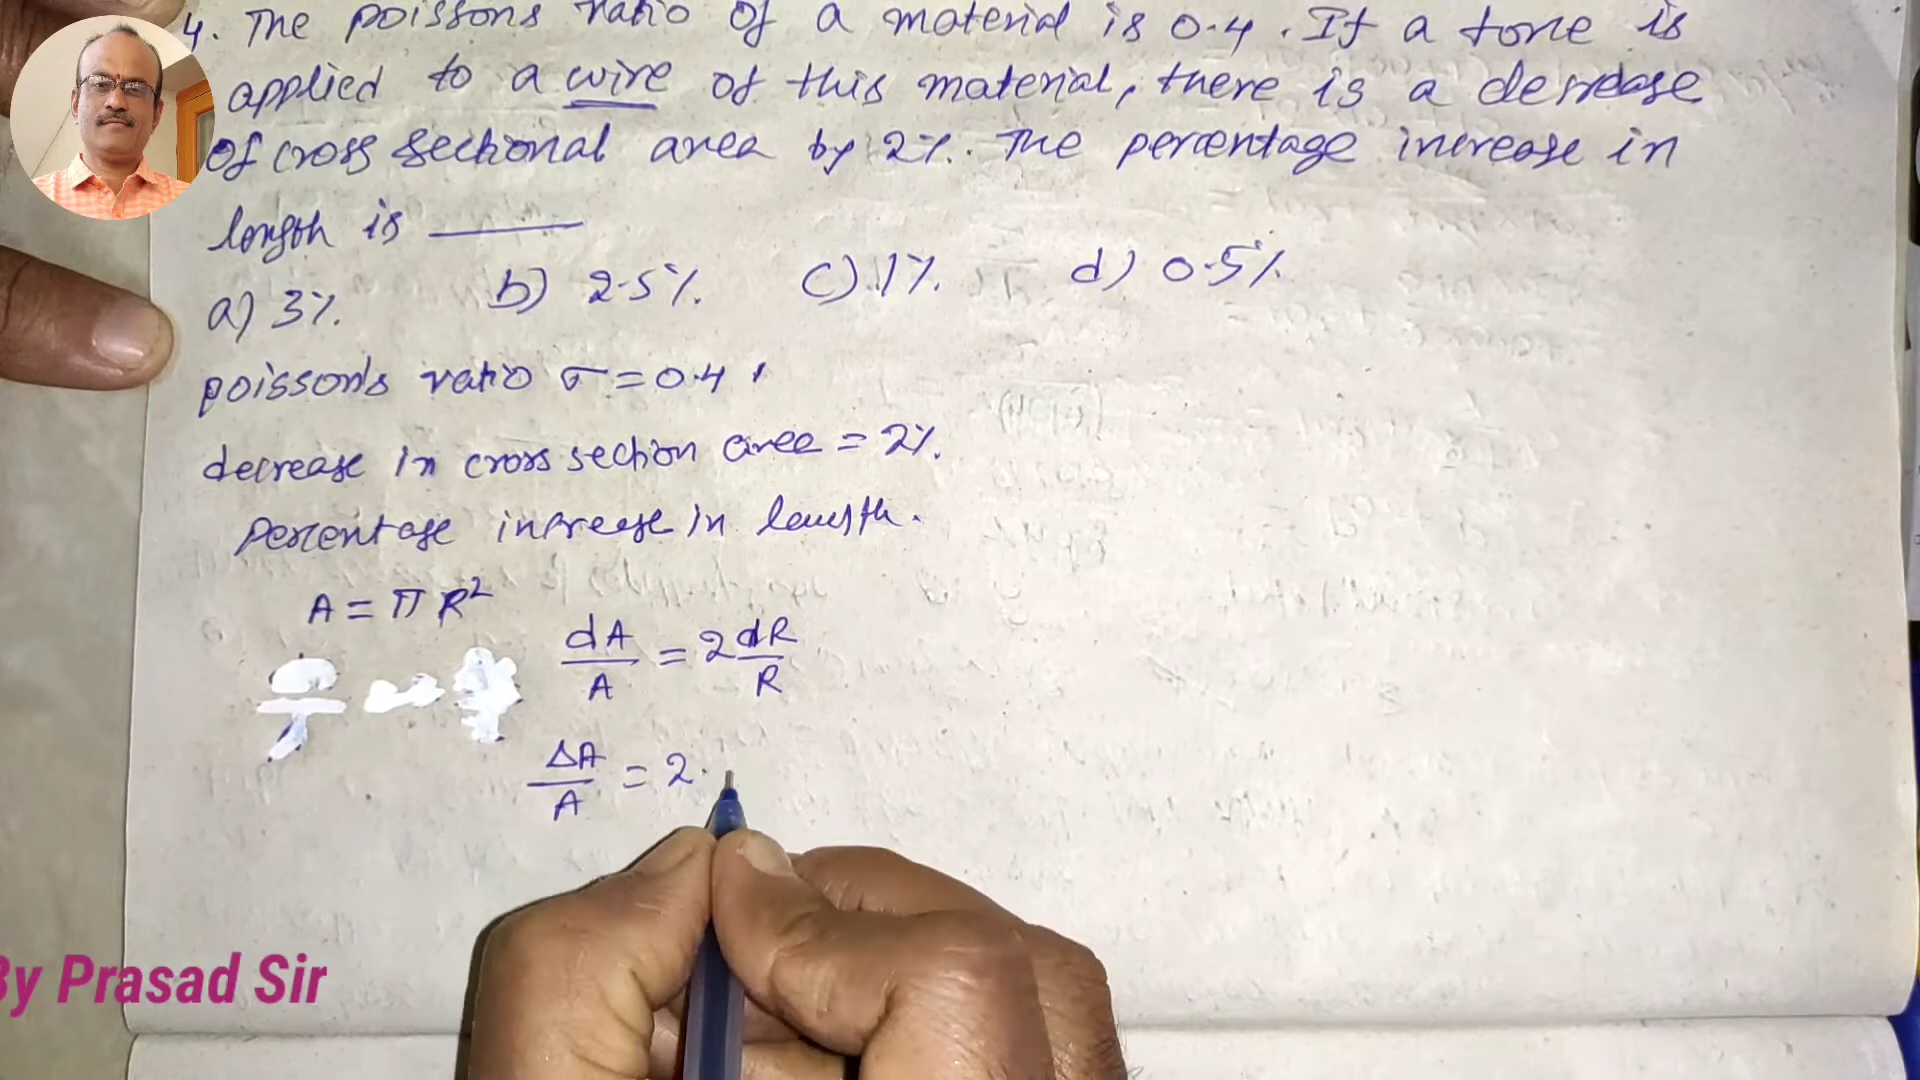 4. The poissons ratio of a material is 0.4. If a force is
applied to a wire of this material, there is a decrease
of cross sectional area by 2%. The percentage increase in
length is ______
a) 3%. b) 2.5%. c) 1%. d) 0.5%.
poisson's ratio σ = 0.4
decrease in cross section area = 2%.
Percentage increase in length.
A = π R²
dA/A = 2 dR/R
ΔA/A = 2.
By Prasad Sir